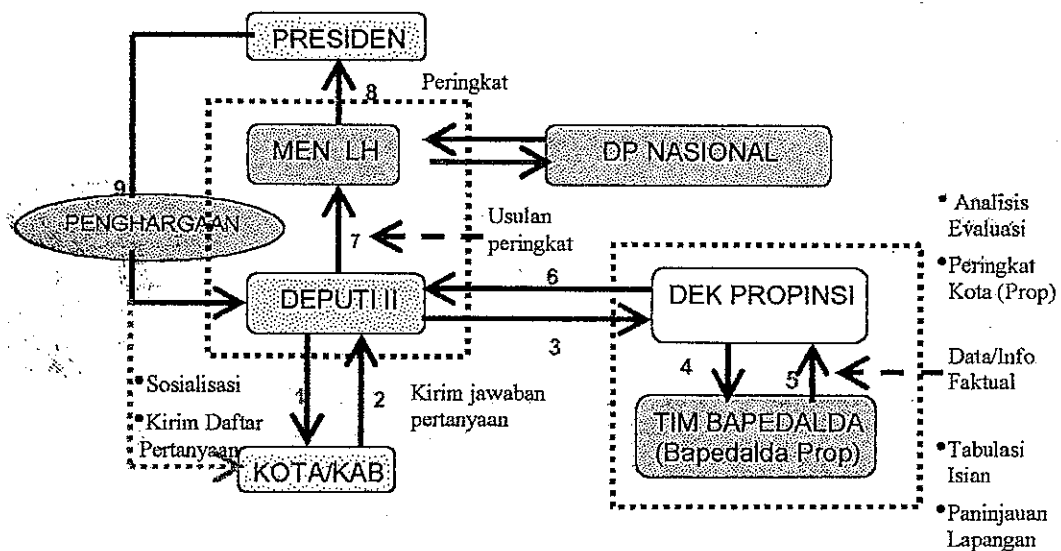 PRESIDEN
8
Peringkat
MEN LH
DP NASIONAL
9
PENGHARGAAN
7
Usulan
peringkat
• Analisis
Evaluasi
• Peringkat
Kota (Prop)
DEPUTI II
6
3
DEK PROPINSI
4
5
Data/Info
Faktual
TIM BAPEDALDA
(Bapedalda Prop)
• Sosialisasi
• Kirim Daftar
Pertanyaan
1
2
Kirim jawaban
pertanyaan
KOTA/KAB
• Tabulasi
Isian
• Paninjauan
Lapangan